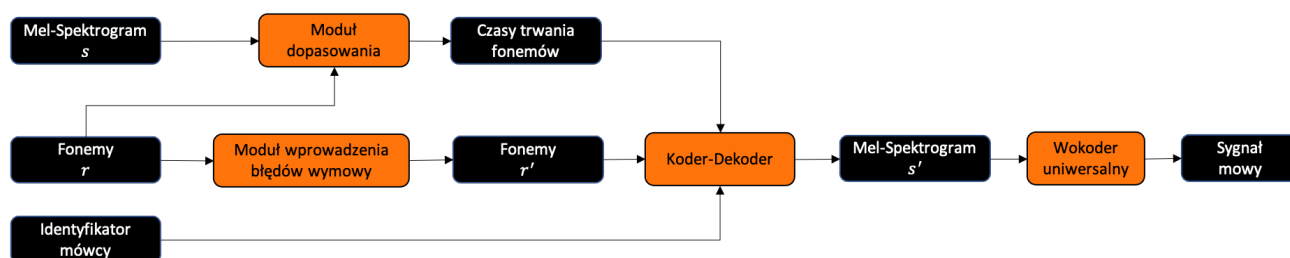 Mel-Spektrogram
s
Moduł
dopasowania
Czasy trwania
fonemów
Fonemy
r
Moduł wprowadzenia
błędów wymowy
Fonemy
r′
Koder-Dekoder
Mel-Spektrogram
s′
Wokoder
uniwersalny
Sygnał
mowy
Identyfikator
mówcy